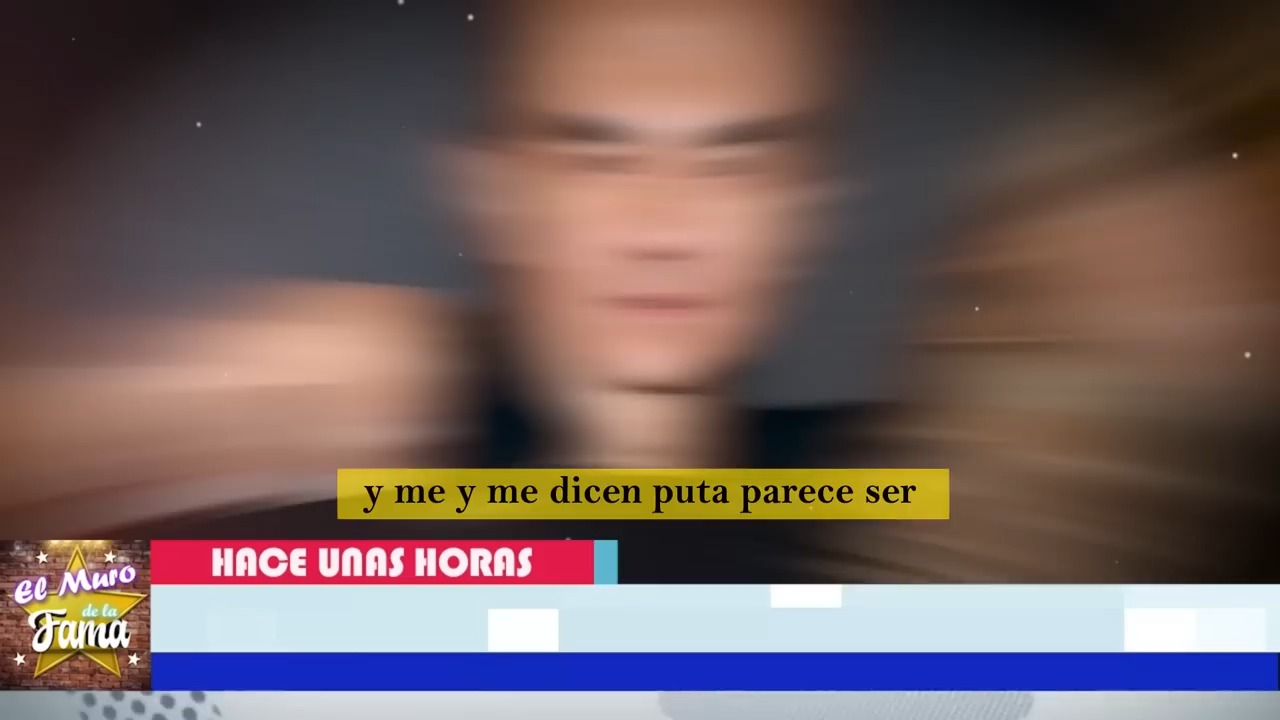 y me y me dicen puta parece ser
HACE UNAS HORAS
El Muro
de la
Fama